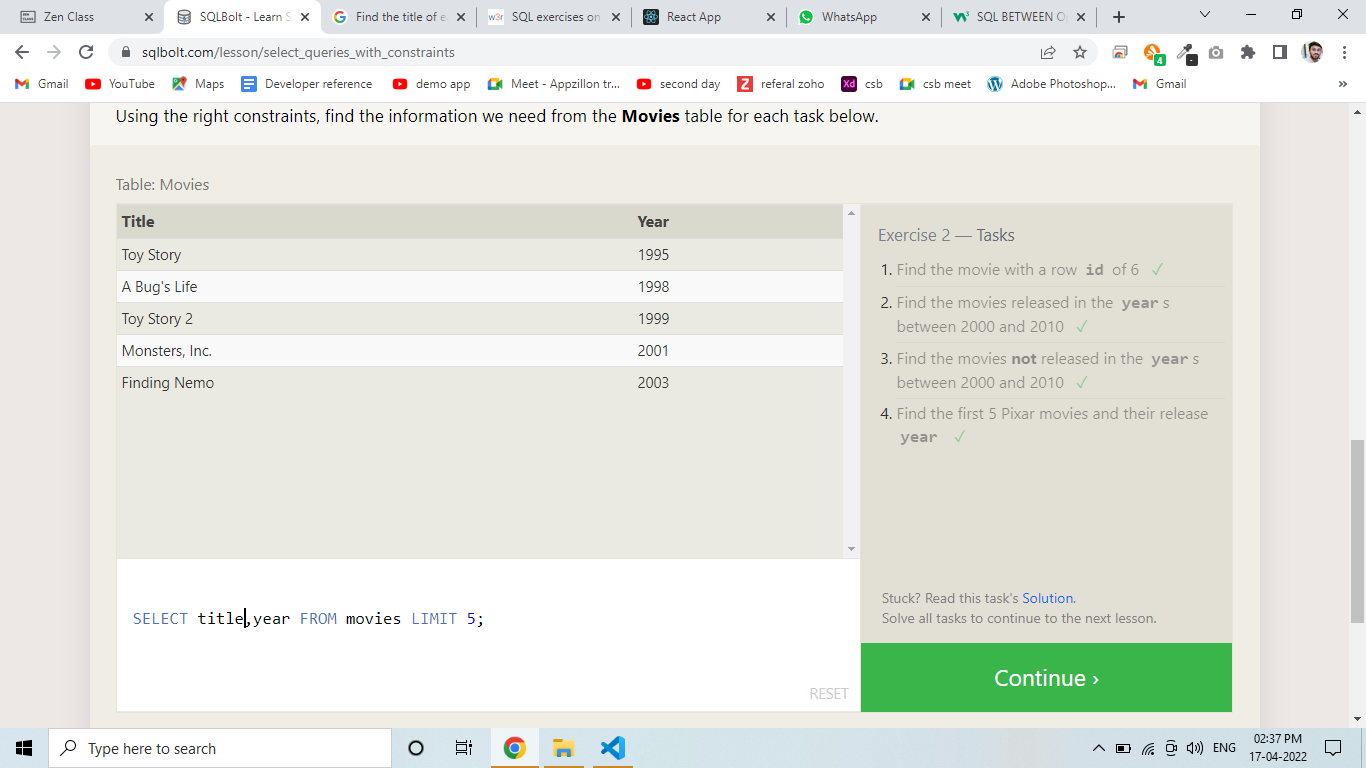 Zen Class
SQLBolt - Learn S
Find the title of e
w3r SQL exercises on
React App
WhatsApp
SQL BETWEEN O
sqlbolt.com/lesson/select_queries_with_constraints
4
Gmail
YouTube
Maps
Developer reference
demo app
Meet - Appzillon tr...
second day
Z referal zoho
Xd csb
csb meet
Adobe Photoshop...
Gmail
»
Using the right constraints, find the information we need from the Movies table for each task below.
Table: Movies
Title Year
Toy Story 1995
A Bug's Life 1998
Toy Story 2 1999
Monsters, Inc. 2001
Finding Nemo 2003
Exercise 2 — Tasks
1. Find the movie with a row id of 6 ✓
2. Find the movies released in the year s
between 2000 and 2010 ✓
3. Find the movies not released in the year s
between 2000 and 2010 ✓
4. Find the first 5 Pixar movies and their release
year ✓
SELECT title,year FROM movies LIMIT 5;
RESET
Stuck? Read this task's Solution.
Solve all tasks to continue to the next lesson.
Continue ›
Type here to search
ENG
02:37 PM
17-04-2022